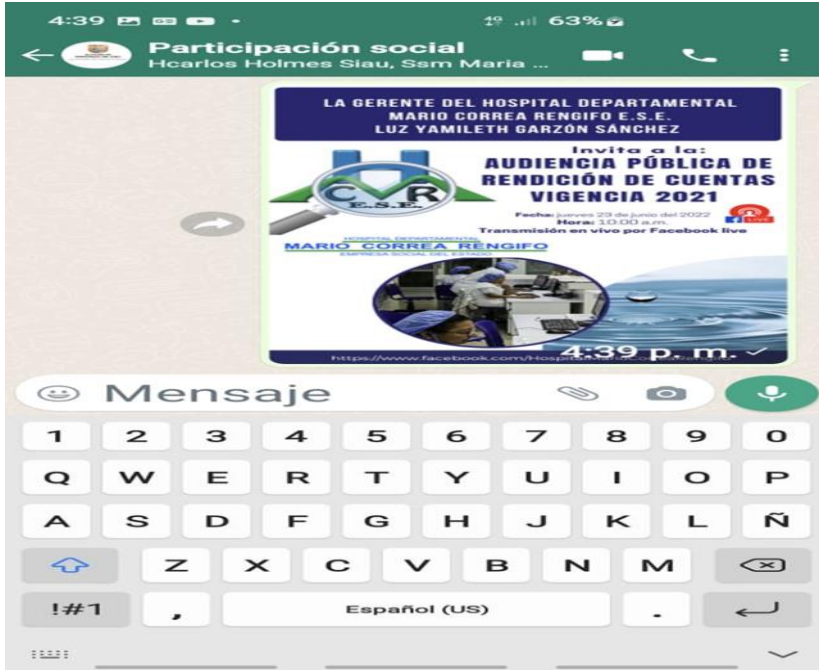 4:39
63%
Participación social
Hcarlos Holmes Siau, Ssm Maria ...
LA GERENTE DEL HOSPITAL DEPARTAMENTAL
MARIO CORREA RENGIFO E.S.E.
LUZ YAMILETH GARZÓN SÁNCHEZ
Invita a la:
AUDIENCIA PÚBLICA DE
RENDICIÓN DE CUENTAS
VIGENCIA 2021
Fecha: jueves 23 de junio del 2022
Hora: 10:00 a.m.
Transmisión en vivo por Facebook live
LIVE
CMR
E.S.E.
HOSPITAL DEPARTAMENTAL
MARIO CORREA RENGIFO
EMPRESA SOCIAL DEL ESTADO
https://www.facebook.com/
4:39 p. m.
Mensaje
1 2 3 4 5 6 7 8 9 0
Q W E R T Y U I O P
A S D F G H J K L Ñ
Z X C V B N M
!#1 , Español (US) .